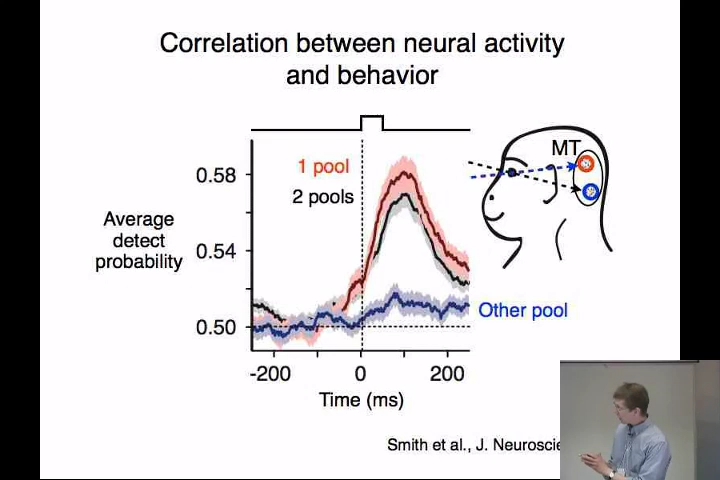 Correlation between neural activity
and behavior
MT
1 pool
2 pools
0.58
0.54
0.50
Average
detect
probability
Other pool
-200
0
200
Time (ms)
Smith et al., J.